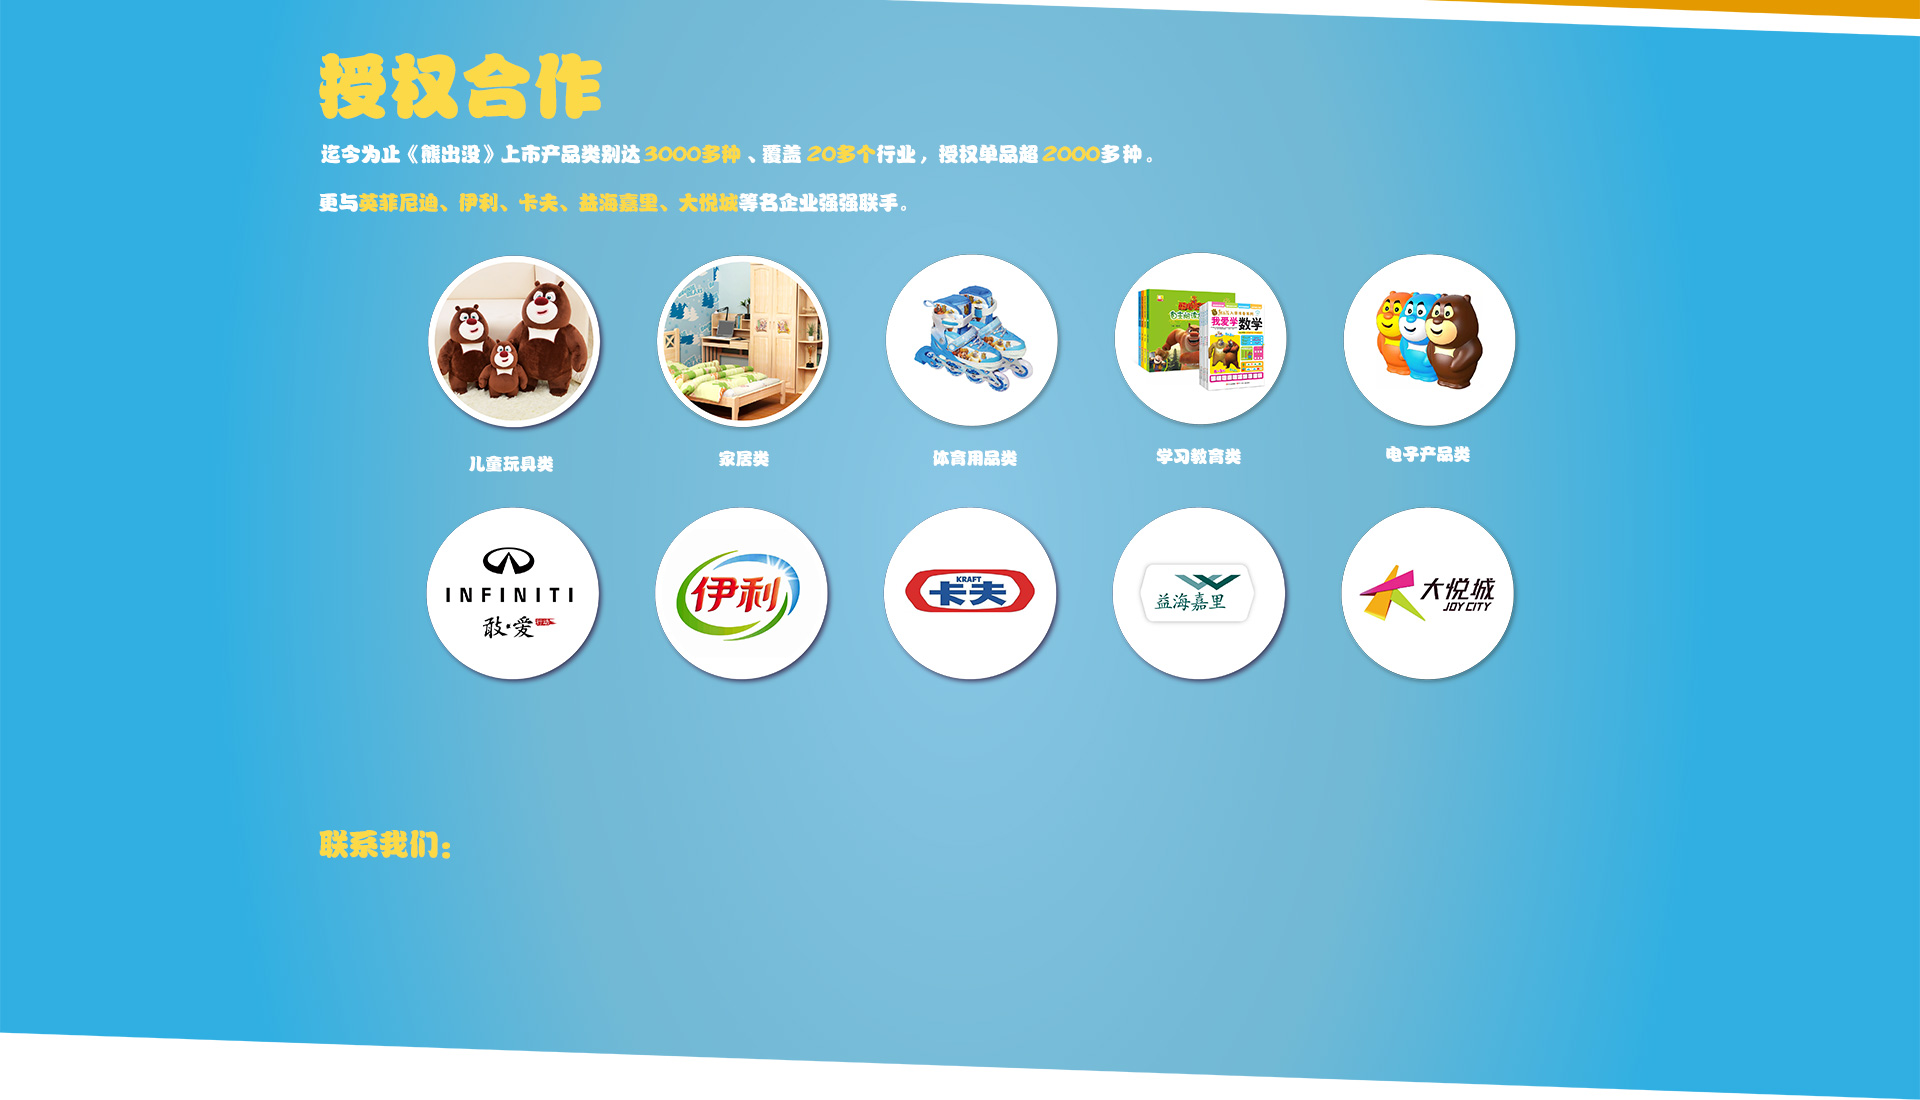 授权合作
迄今为止《熊出没》上市产品类别达3000多种、覆盖20多个行业，授权单品超2000多种。
更与英菲尼迪、伊利、卡夫、益海嘉里、大悦城等名企业强强联手。
我爱学
数学
儿童玩具类
家居类
体育用品类
学习教育类
电子产品类
INFINITI
敢·爱
伊利
KRAFT
卡夫
益海嘉里
大悦城
JOY CITY
联系我们：